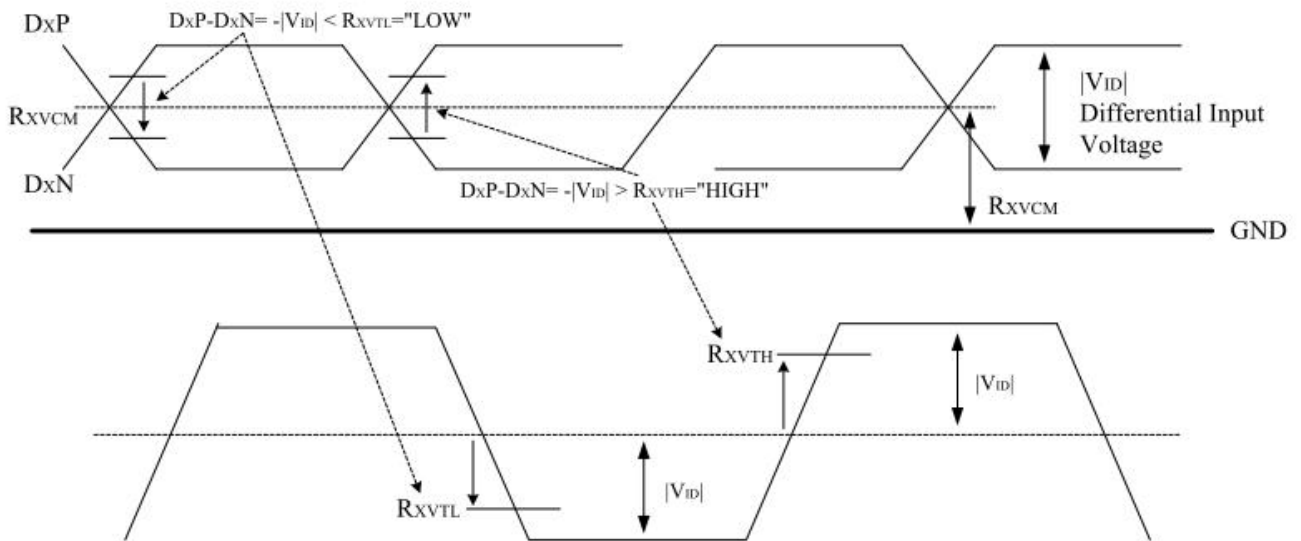 DXP
DXP-DXN= -|VID| < RXVTL="LOW"
RXVCM
|VID|
Differential Input
Voltage
DXN
DXP-DXN= -|VID| > RXVTH="HIGH"
RXVCM
GND
RXVTH
|VID|
|VID|
RXVTL